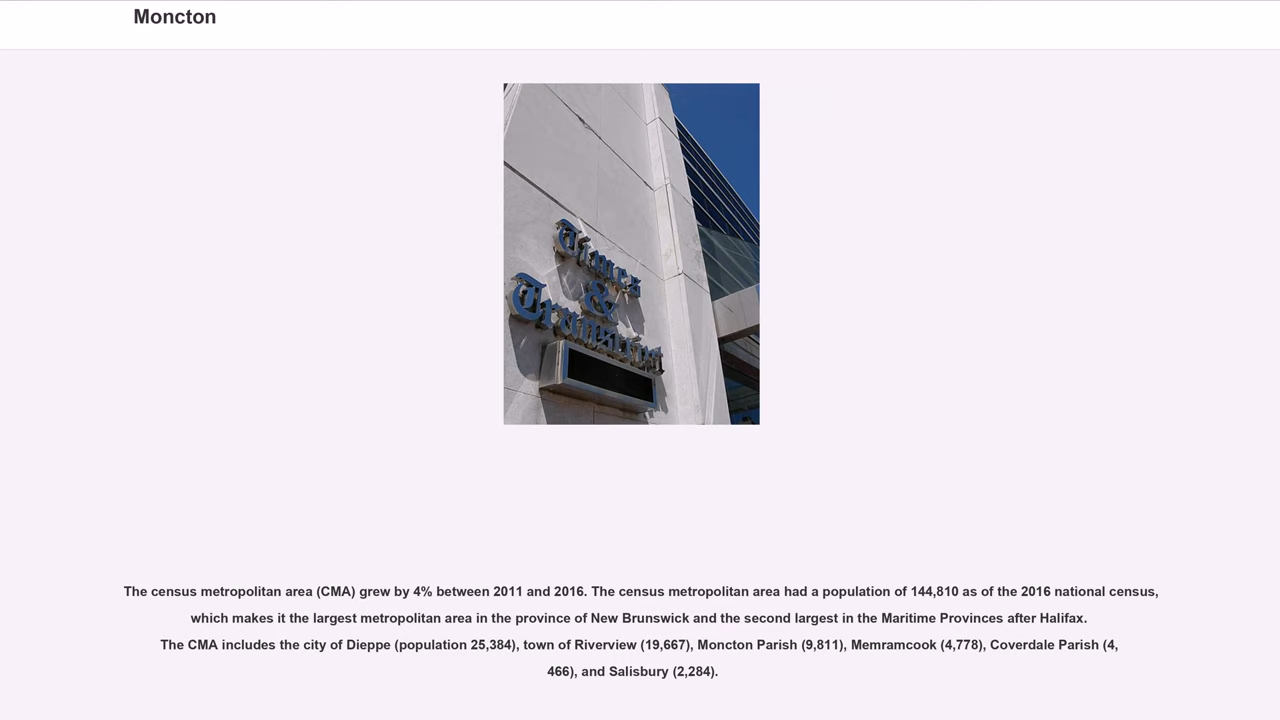 Moncton
Times
&
Transcript
The census metropolitan area (CMA) grew by 4% between 2011 and 2016. The census metropolitan area had a population of 144,810 as of the 2016 national census,
which makes it the largest metropolitan area in the province of New Brunswick and the second largest in the Maritime Provinces after Halifax.
The CMA includes the city of Dieppe (population 25,384), town of Riverview (19,667), Moncton Parish (9,811), Memramcook (4,778), Coverdale Parish (4,
466), and Salisbury (2,284).